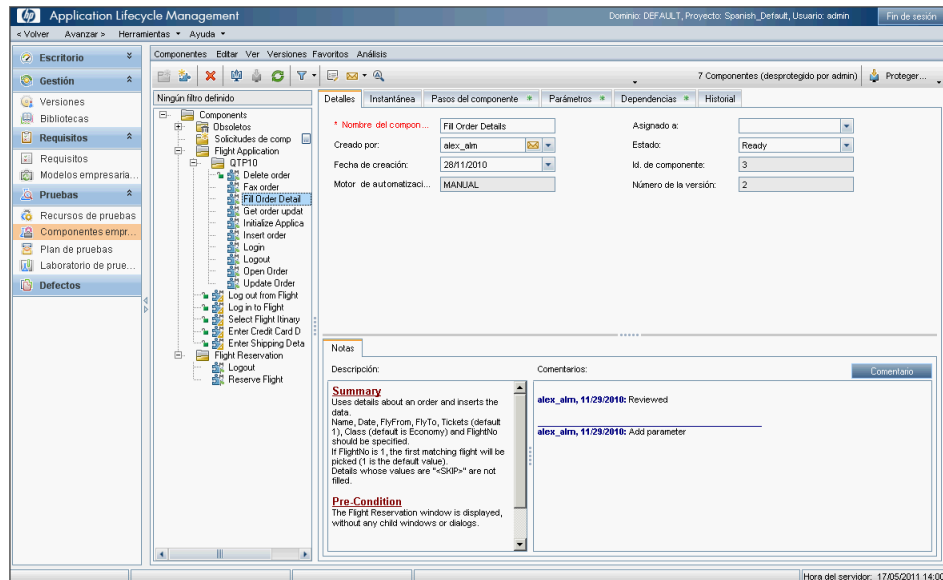 hp Application Lifecycle Management
Dominio: DEFAULT, Proyecto: Spanish_Default, Usuario: admin
Fin de sesión
< Volver Avanzar > Herramientas Ayuda
Escritorio
Gestión
Versiones
Bibliotecas
Requisitos
Requisitos
Modelos empresaria...
Pruebas
Recursos de pruebas
Componentes empr...
Plan de pruebas
Laboratorio de prue...
Defectos
Componentes Editar Ver Versiones Favoritos Análisis
7 Componentes (desprotegido por admin) Proteger...
Ningún filtro definido
Components
Obsoletos
Solicitudes de comp
Flight Application
QTP10
Delete order
Fax order
Fill Order Detail
Get order updat
Initialize Applica
Insert order
Login
Logout
Open Order
Update Order
Log out from Flight
Log in to Flight
Select Flight Itinary
Enter Credit Card D
Enter Shipping Deta
Flight Reservation
Logout
Reserve Flight
Detalles Instantánea Pasos del componente * Parámetros * Dependencias * Historial
* Nombre del compon... Fill Order Details
Asignado a:
Creado por: alex_alm
Estado: Ready
Fecha de creación: 28/11/2010
Id. de componente: 3
Motor de automatizaci... MANUAL
Número de la versión: 2
Notas
Descripción:
Summary
Uses details about an order and inserts the
data.
Name, Date, FlyFrom, FlyTo, Tickets (default
1), Class (default is Economy) and FlightNo
should be specified.
If FlightNo is 1, the first matching flight will be
picked (1 is the default value).
Details whose values are "<SKIP>" are not
filled.
Pre-Condition
The Flight Reservation window is displayed,
without any child windows or dialogs.
Comentarios:
Comentario
alex_alm, 11/29/2010: Reviewed
alex_alm, 11/29/2010: Add parameter
Hora del servidor: 17/05/2011 14:00